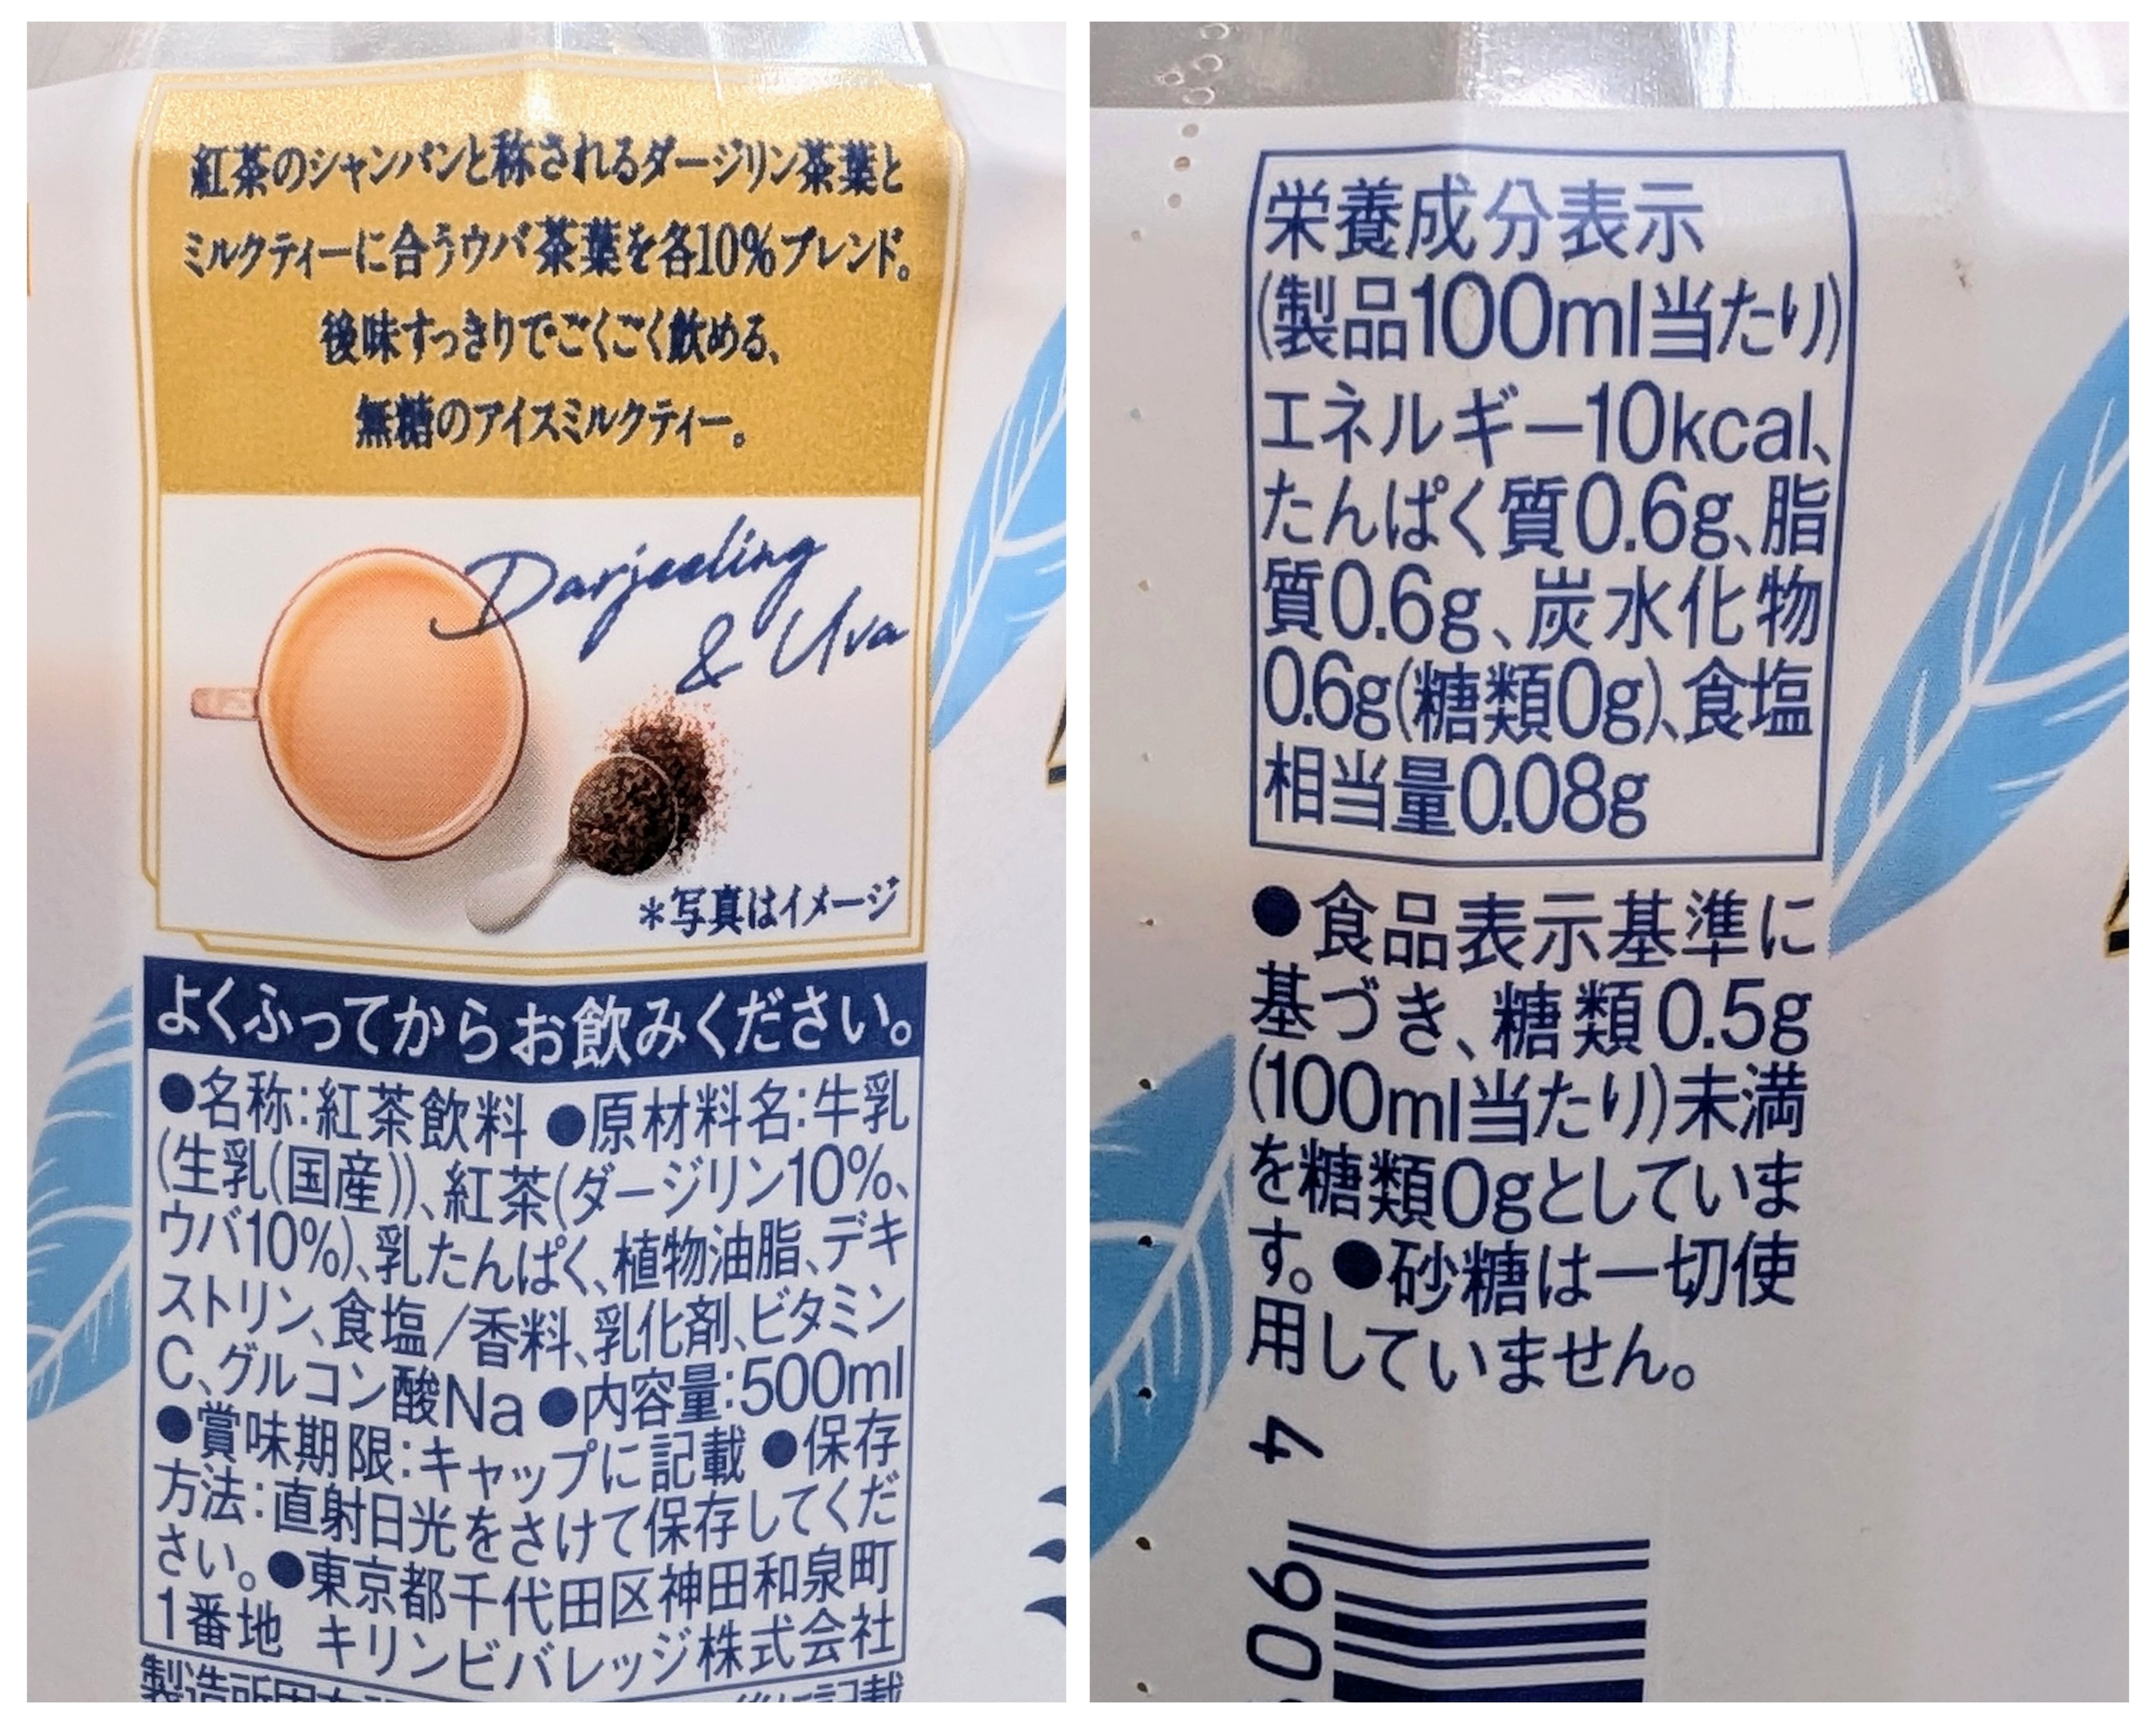 紅茶のシャンパンと称されるダージリン茶葉と
ミルクティーに合うウバ茶葉を各10%ブレンド。
後味すっきりでごくごく飲める、
無糖のアイスミルクティー。
Darjeeling
& Uva
＊写真はイメージ
よくふってからお飲みください。
●名称:紅茶飲料 ●原材料名:牛乳
(生乳(国産))、紅茶(ダージリン10%、
ウバ10%)、乳たんぱく、植物油脂、デキ
ストリン、食塩/香料、乳化剤、ビタミン
C、グルコン酸Na ●内容量:500ml
●賞味期限:キャップに記載 ●保存
方法:直射日光をさけて保存してくだ
さい。●東京都千代田区神田和泉町
1番地 キリンビバレッジ株式会社
栄養成分表示
(製品100ml当たり)
エネルギー10kcal、
たんぱく質0.6g、脂
質0.6g、炭水化物
0.6g(糖類0g)、食塩
相当量0.08g
●食品表示基準に
基づき、糖類0.5g
(100ml当たり)未満
を糖類0gとしていま
す。●砂糖は一切使
用していません。
4
90